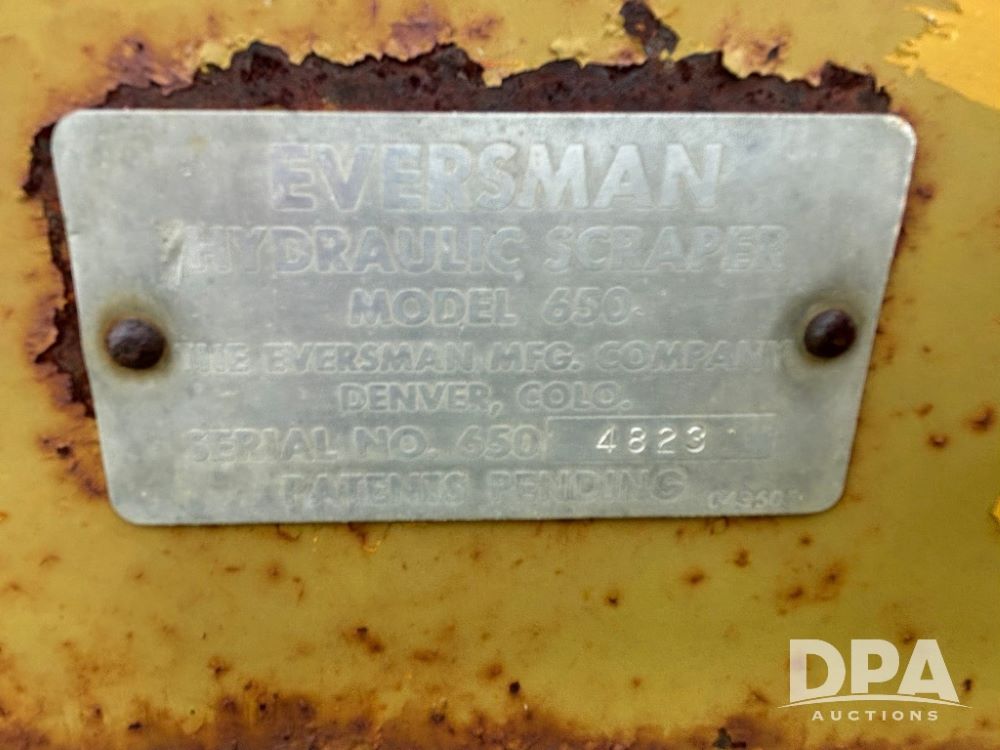 EVERSMAN
HYDRAULIC SCRAPER
MODEL 650
THE EVERSMAN MFG. COMPANY
DENVER, COLO.
SERIAL NO. 650 4823
PATENTS PENDING
DPA
AUCTIONS